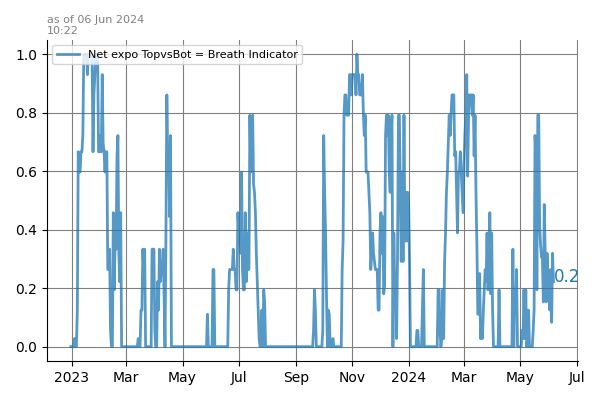 as of 06 Jun 2024
10:22
Net expo TopvsBot = Breath Indicator
1.0
0.8
0.6
0.4
0.2
0.2
0.0
2023 Mar May Jul Sep Nov 2024 Mar May Jul